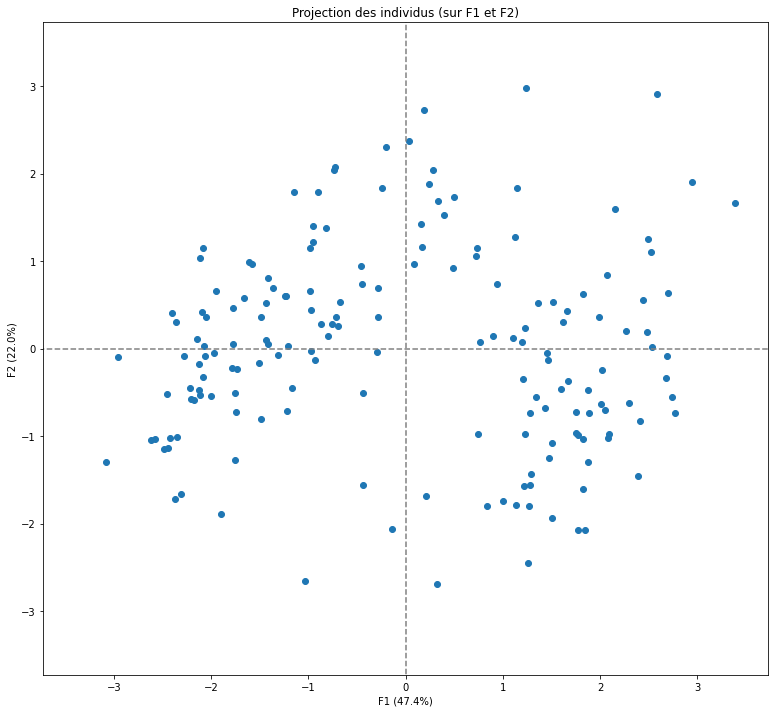 Projection des individus (sur F1 et F2)
3
2
1
0
−1
−2
−3
F2 (22.0%)
−3 −2 −1 0 1 2 3
F1 (47.4%)